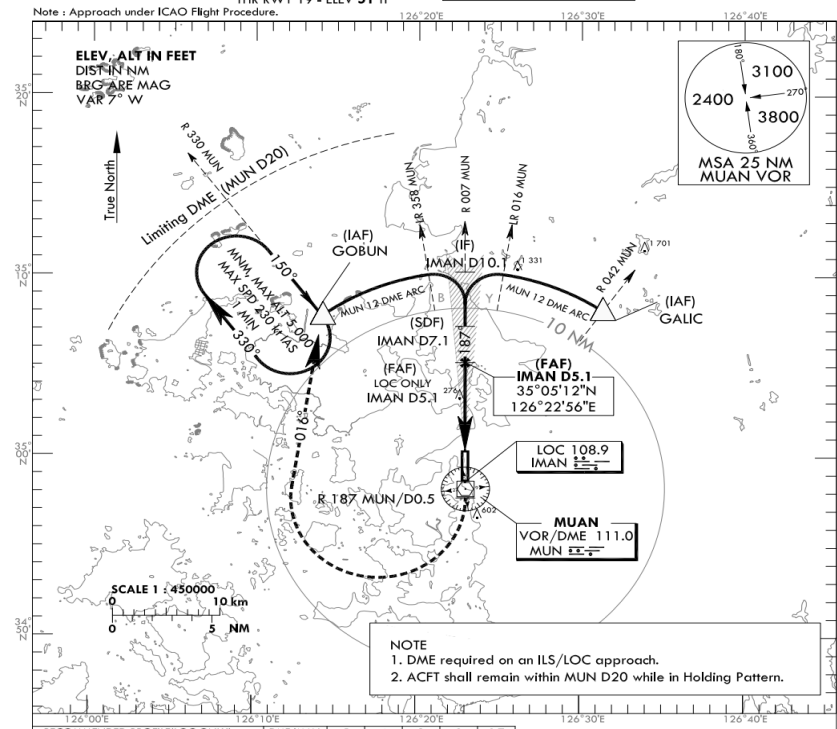 THR RWY 19 - ELEV 51 ft
Note : Approach under ICAO Flight Procedure.
126°20'E
126°30'E
126°40'E
ELEV, ALT IN FEET
DIST IN NM
BRG ARE MAG
VAR 7° W
True North
35°
20'
N
R 330 MUN
Limiting DME (MUN D20)
LR 358 MUN
R 007 MUN
LR 016 MUN
180°
3100
2400
270°
3800
360°
MSA 25 NM
MUAN VOR
35°
15'
N
(IAF)
GOBUN
(IF)
IMAN D10.1
331
1 701
R 042 MUN
150°
MNM, MAX ALT 5,000
MAX SPD 230 kt IAS
1 MIN
330°
MUN 12 DME ARC
B
Y
MUN 12 DME ARC
(IAF)
GALIC
10 NM
(SDF)
IMAN D7.1
187°
(FAF)
LOC ONLY
IMAN D5.1
276
(FAF)
IMAN D5.1
35°05'12"N
126°22'56"E
016°
35°
00'
N
LOC 108.9
IMAN
R 187 MUN/D0.5
602
MUAN
VOR/DME 111.0
MUN
SCALE 1 : 450000
0 10 km
0 5 NM
34°
50'
N
NOTE
1. DME required on an ILS/LOC approach.
2. ACFT shall remain within MUN D20 while in Holding Pattern.
126°00'E
126°10'E
126°20'E
126°30'E
126°40'E